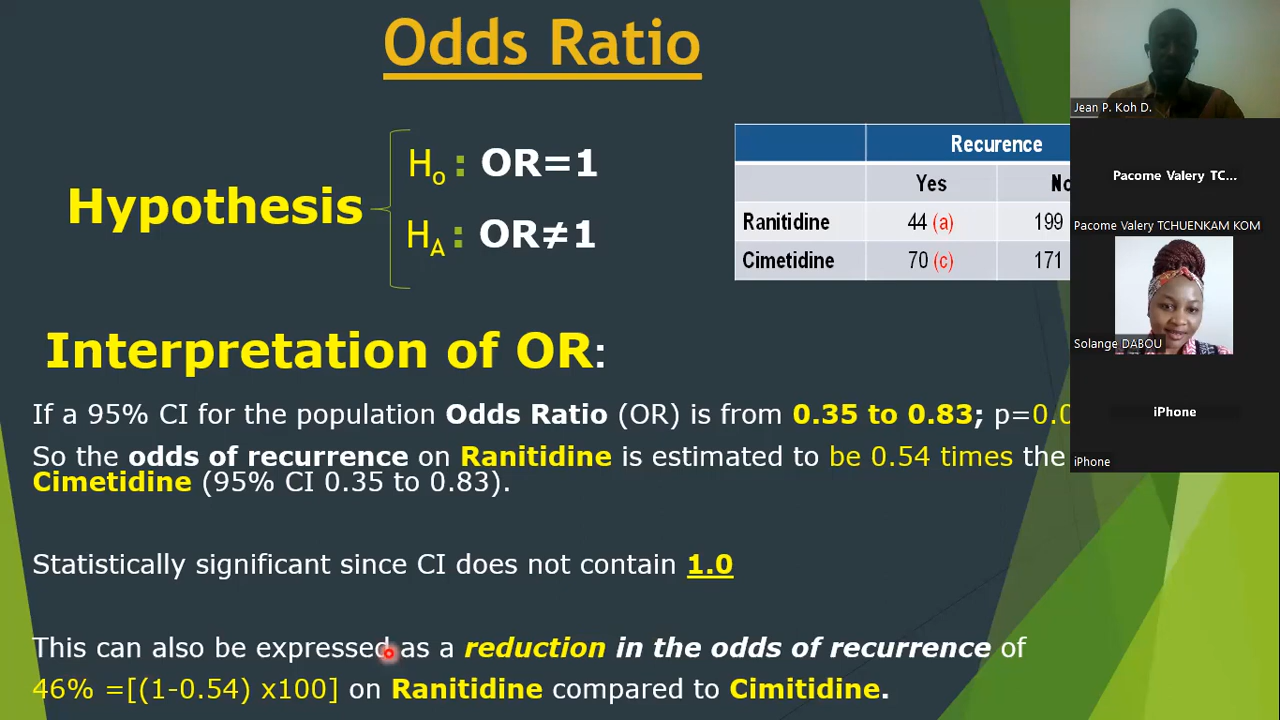 Odds Ratio
Hypothesis
Ho : OR=1
HA : OR≠1
Recurence
Yes
Ranitidine 44 (a) 199
Cimetidine 70 (c) 171
Interpretation of OR:
If a 95% CI for the population Odds Ratio (OR) is from 0.35 to 0.83; p=0.0
So the odds of recurrence on Ranitidine is estimated to be 0.54 times the
Cimetidine (95% CI 0.35 to 0.83).
Statistically significant since CI does not contain 1.0
This can also be expressed as a reduction in the odds of recurrence of
46% =[(1-0.54) x100] on Ranitidine compared to Cimitidine.
Jean P. Koh D.
Pacome Valery TC...
Pacome Valery TCHUENKAM KOM
Solange DABOU
iPhone
iPhone